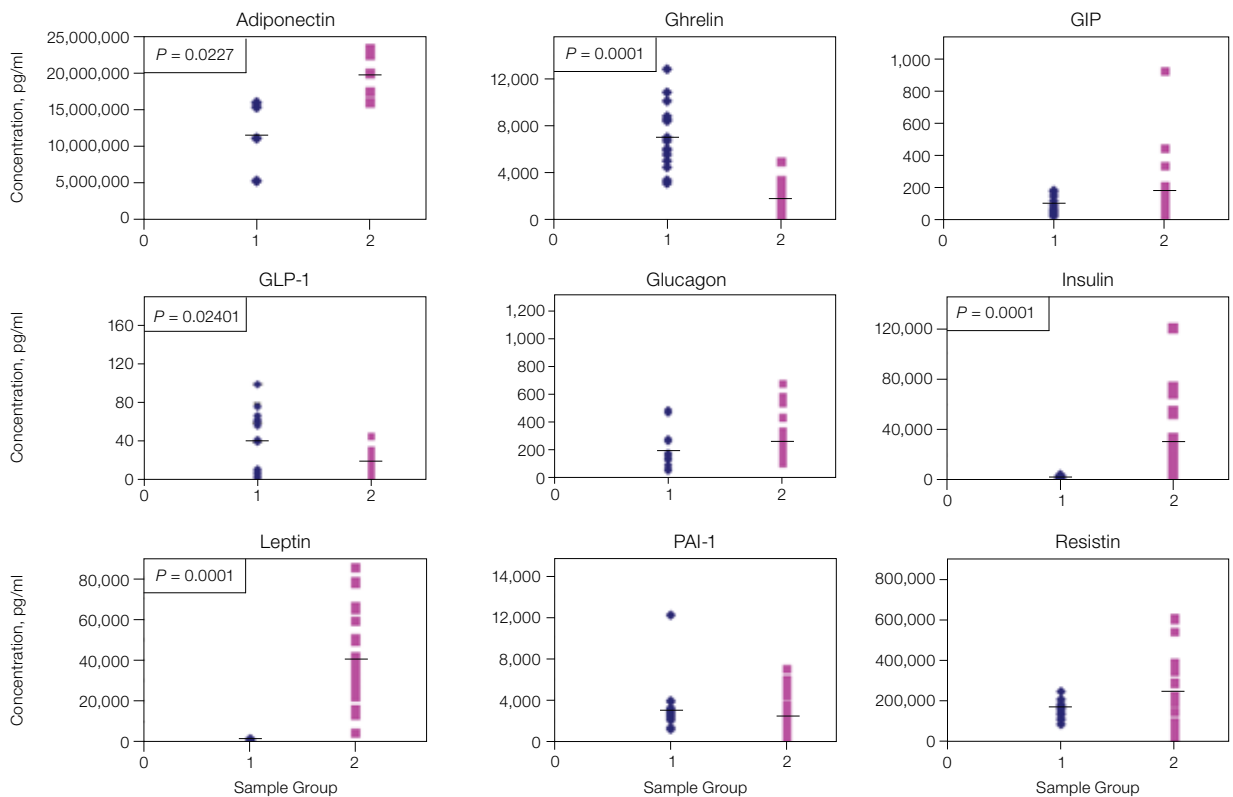 Adiponectin
Concentration, pg/ml
25,000,000
20,000,000
15,000,000
10,000,000
5,000,000
0
P = 0.0227
0 1 2
Ghrelin
12,000
8,000
4,000
0
P = 0.0001
0 1 2
GIP
1,000
800
600
400
200
0
0 1 2
GLP-1
Concentration, pg/ml
160
120
80
40
0
P = 0.02401
0 1 2
Glucagon
1,200
1,000
800
600
400
200
0
0 1 2
Insulin
120,000
80,000
40,000
0
P = 0.0001
0 1 2
Leptin
Concentration, pg/ml
80,000
60,000
40,000
20,000
0
P = 0.0001
0 1 2
Sample Group
PAI-1
14,000
12,000
8,000
4,000
0
0 1 2
Sample Group
Resistin
800,000
600,000
400,000
200,000
0
0 1 2
Sample Group